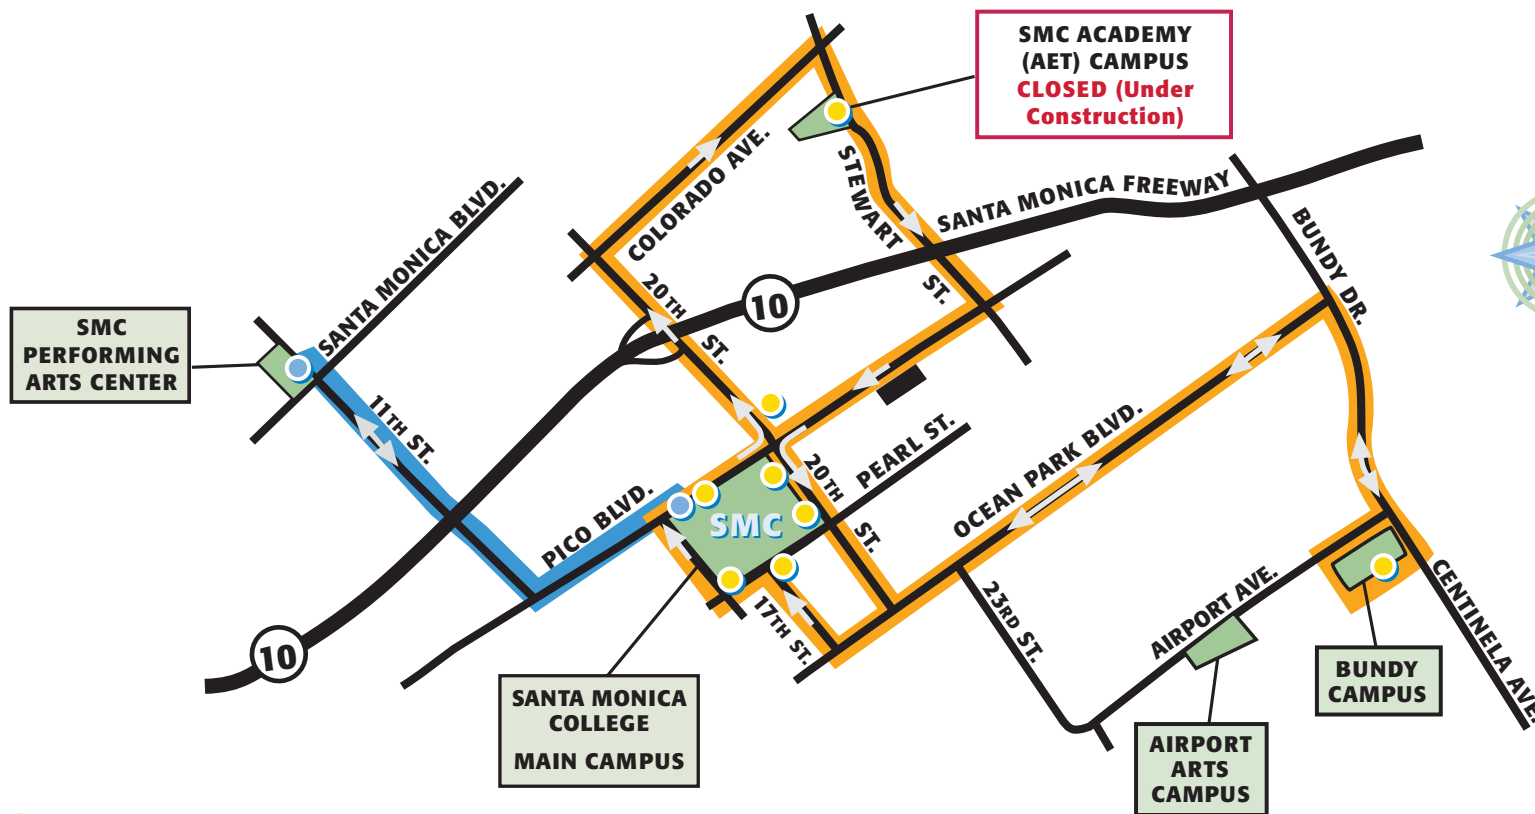 SMC ACADEMY
(AET) CAMPUS
CLOSED (Under
Construction)
COLORADO AVE.
STEWART
ST.
SANTA MONICA FREEWAY
BUNDY DR.
SANTA MONICA BLVD.
20TH
ST.
10
SMC
PERFORMING
ARTS CENTER
11TH ST.
PICO BLVD.
SMC
20TH
ST.
PEARL ST.
OCEAN PARK BLVD.
17TH ST.
23RD ST.
AIRPORT AVE.
CENTINELA AVE.
10
SANTA MONICA
COLLEGE
MAIN CAMPUS
BUNDY
CAMPUS
AIRPORT
ARTS
CAMPUS